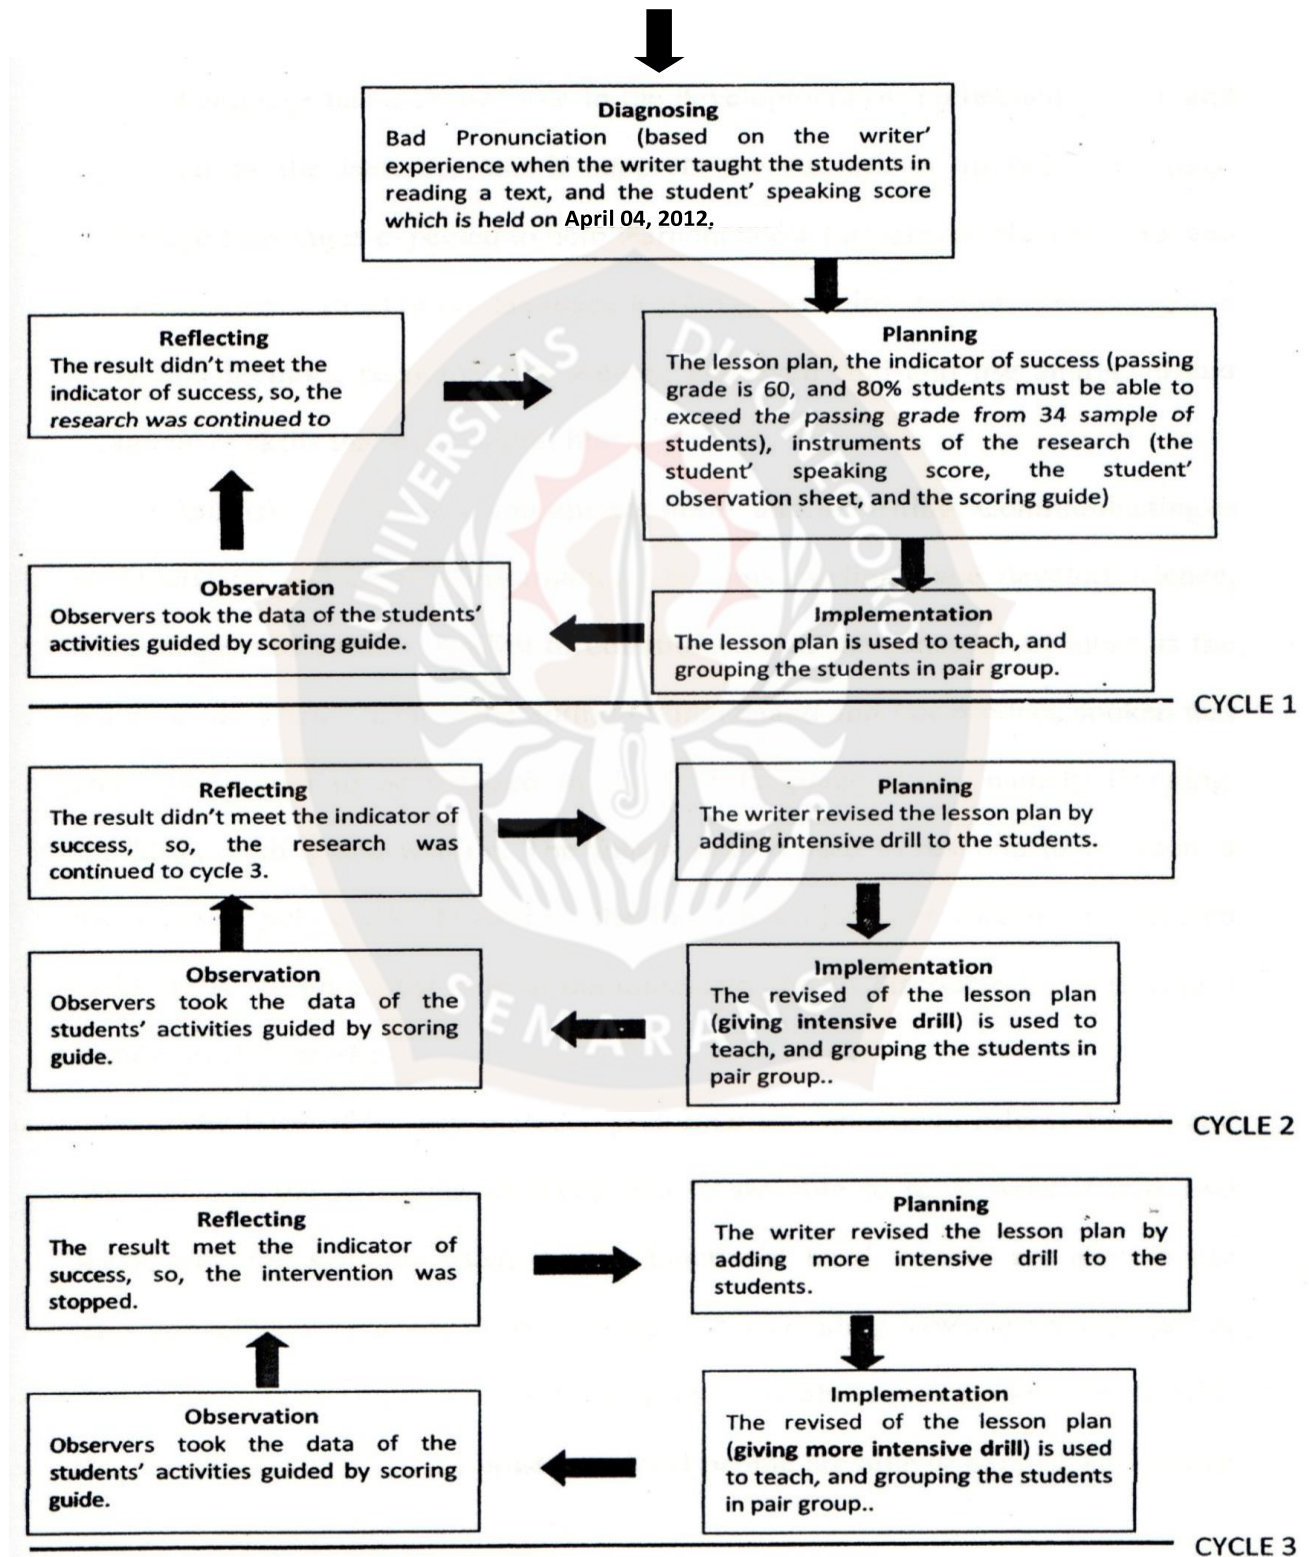 Diagnosing
Bad Pronunciation (based on the writer'
experience when the writer taught the students in
reading a text, and the student' speaking score
which is held on April 04, 2012.
Reflecting
The result didn't meet the
indicator of success, so, the
research was continued to
Planning
The lesson plan, the indicator of success (passing
grade is 60, and 80% students must be able to
exceed the passing grade from 34 sample of
students), instruments of the research (the
student' speaking score, the student'
observation sheet, and the scoring guide)
Observation
Observers took the data of the students'
activities guided by scoring guide.
Implementation
The lesson plan is used to teach, and
grouping the students in pair group.
CYCLE 1
Reflecting
The result didn't meet the indicator of
success, so, the research was
continued to cycle 3.
Planning
The writer revised the lesson plan by
adding intensive drill to the students.
Observation
Observers took the data of the
students' activities guided by scoring
guide.
Implementation
The revised of the lesson plan
(giving intensive drill) is used to
teach, and grouping the students in
pair group..
CYCLE 2
Reflecting
The result met the indicator of
success, so, the intervention was
stopped.
Planning
The writer revised the lesson plan by
adding more intensive drill to the
students.
Observation
Observers took the data of the
students' activities guided by scoring
guide.
Implementation
The revised of the lesson plan
(giving more intensive drill) is used
to teach, and grouping the students
in pair group..
CYCLE 3
UNIVERSITAS DIPONEGORO
SEMARANG